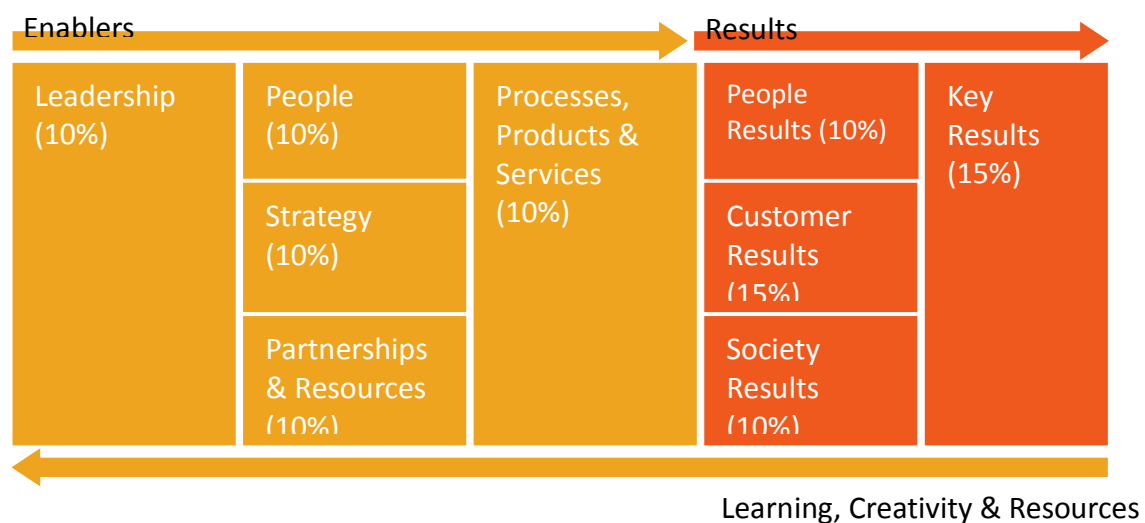 Enablers
Results
Leadership
(10%)
People
(10%)
Strategy
(10%)
Partnerships
& Resources
(10%)
Processes,
Products &
Services
(10%)
People
Results (10%)
Customer
Results
(15%)
Society
Results
(10%)
Key
Results
(15%)
Learning, Creativity & Resources